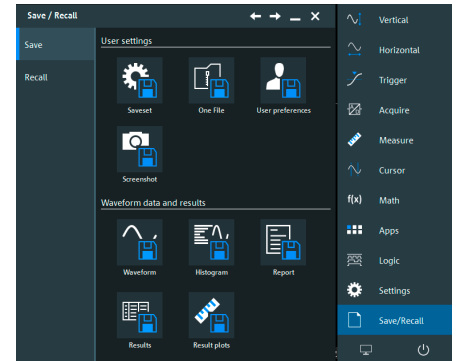 Save / Recall
Save
Recall
User settings
Saveset
One File
User preferences
Screenshot
Waveform data and results
Waveform
Histogram
Report
Results
Result plots
Vertical
Horizontal
Trigger
Acquire
Measure
Cursor
f(x) Math
Apps
Logic
Settings
Save/Recall